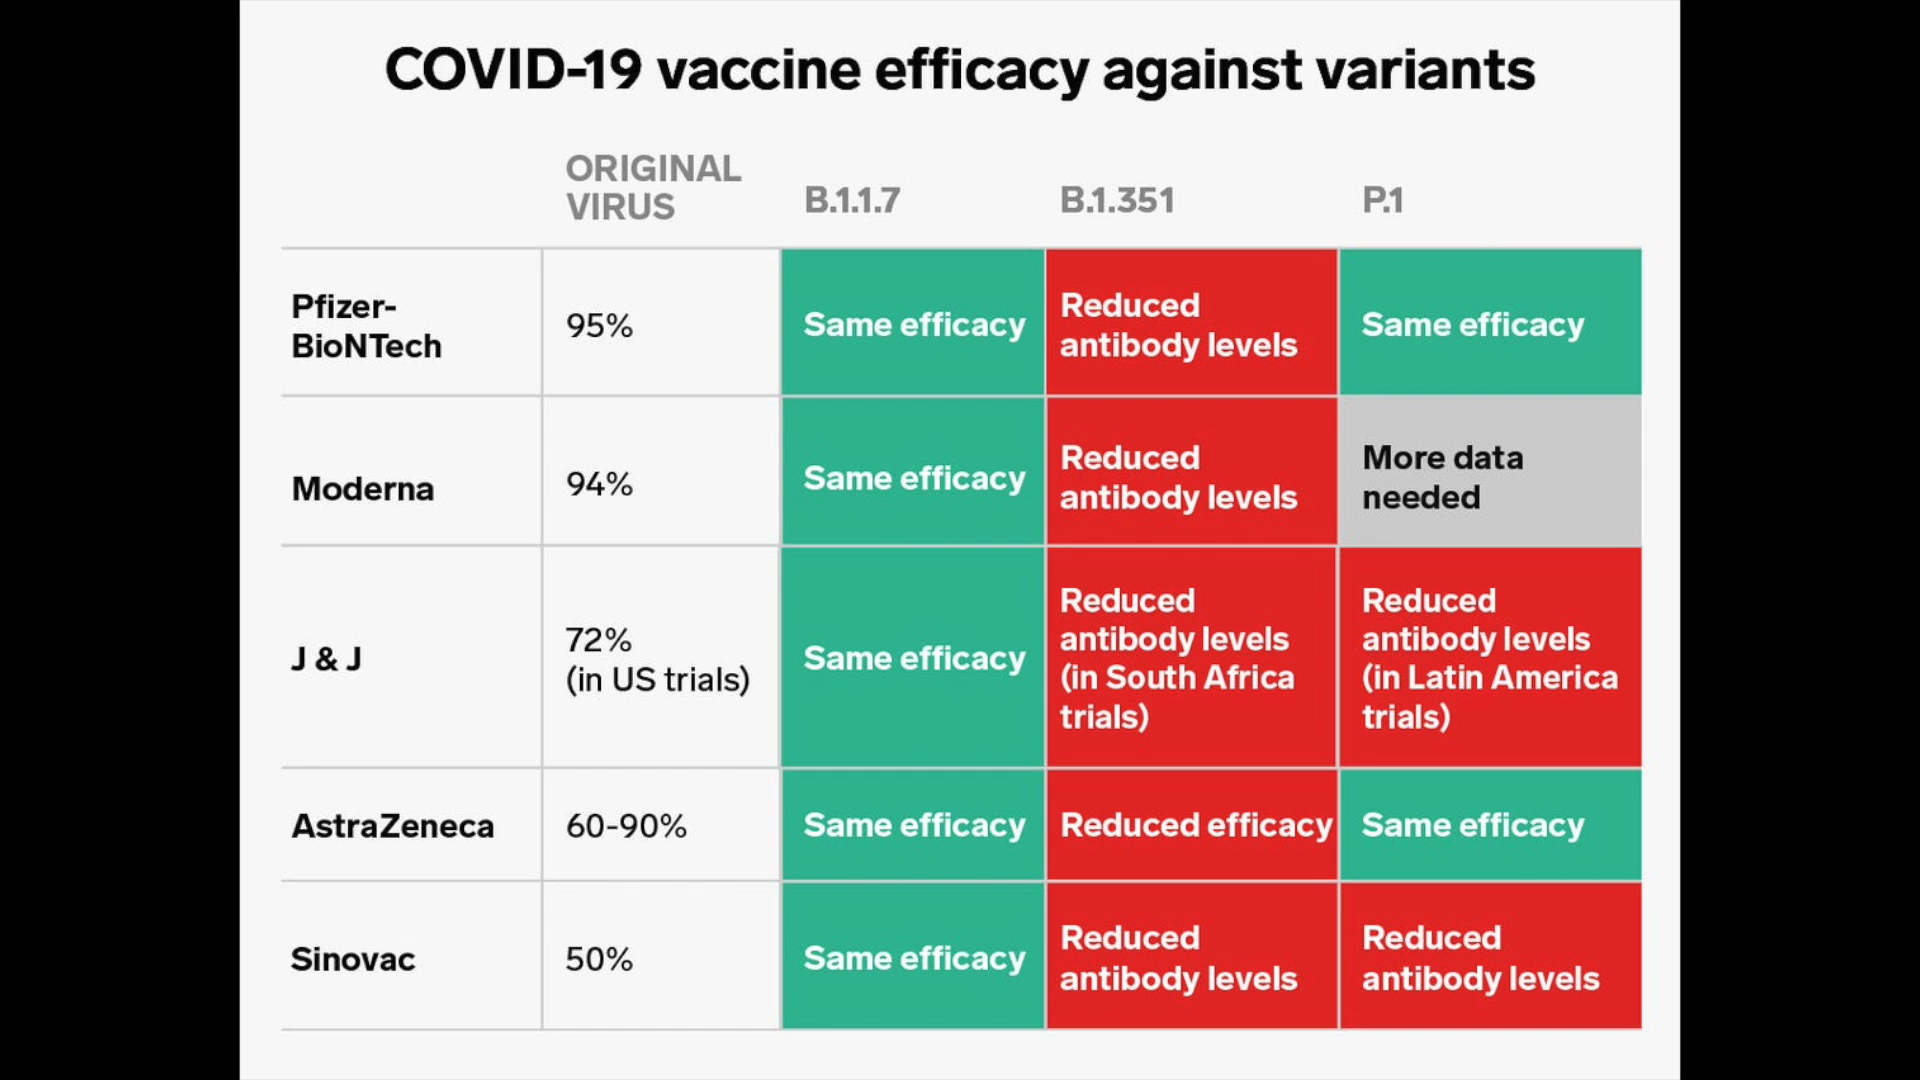 COVID-19 vaccine efficacy against variants
ORIGINAL
VIRUS
B.1.1.7
B.1.351
P.1
Pfizer-
BioNTech
95%
Same efficacy
Reduced
antibody levels
Same efficacy
Moderna
94%
Same efficacy
Reduced
antibody levels
More data
needed
J & J
72%
(in US trials)
Same efficacy
Reduced
antibody levels
(in South Africa
trials)
Reduced
antibody levels
(in Latin America
trials)
AstraZeneca
60-90%
Same efficacy
Reduced efficacy
Same efficacy
Sinovac
50%
Same efficacy
Reduced
antibody levels
Reduced
antibody levels